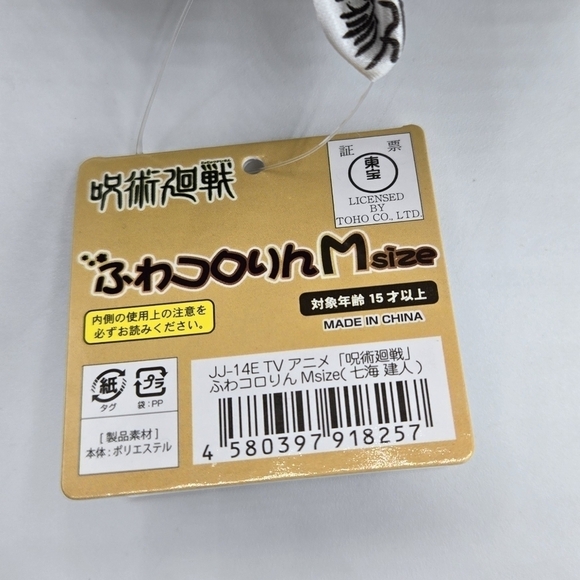 呪術廻戦
証 票
東宝
LICENSED
BY
TOHO CO., LTD.
ふわコロりんMsize
内側の使用上の注意を
必ずお読みください。
対象年齢 15才以上
MADE IN CHINA
紙
タグ
プラ
袋:PP
[製品素材]
本体:ポリエステル
JJ-14E TV アニメ「呪術廻戦」
ふわコロりん Msize(七海 建人)
4 580397 918257